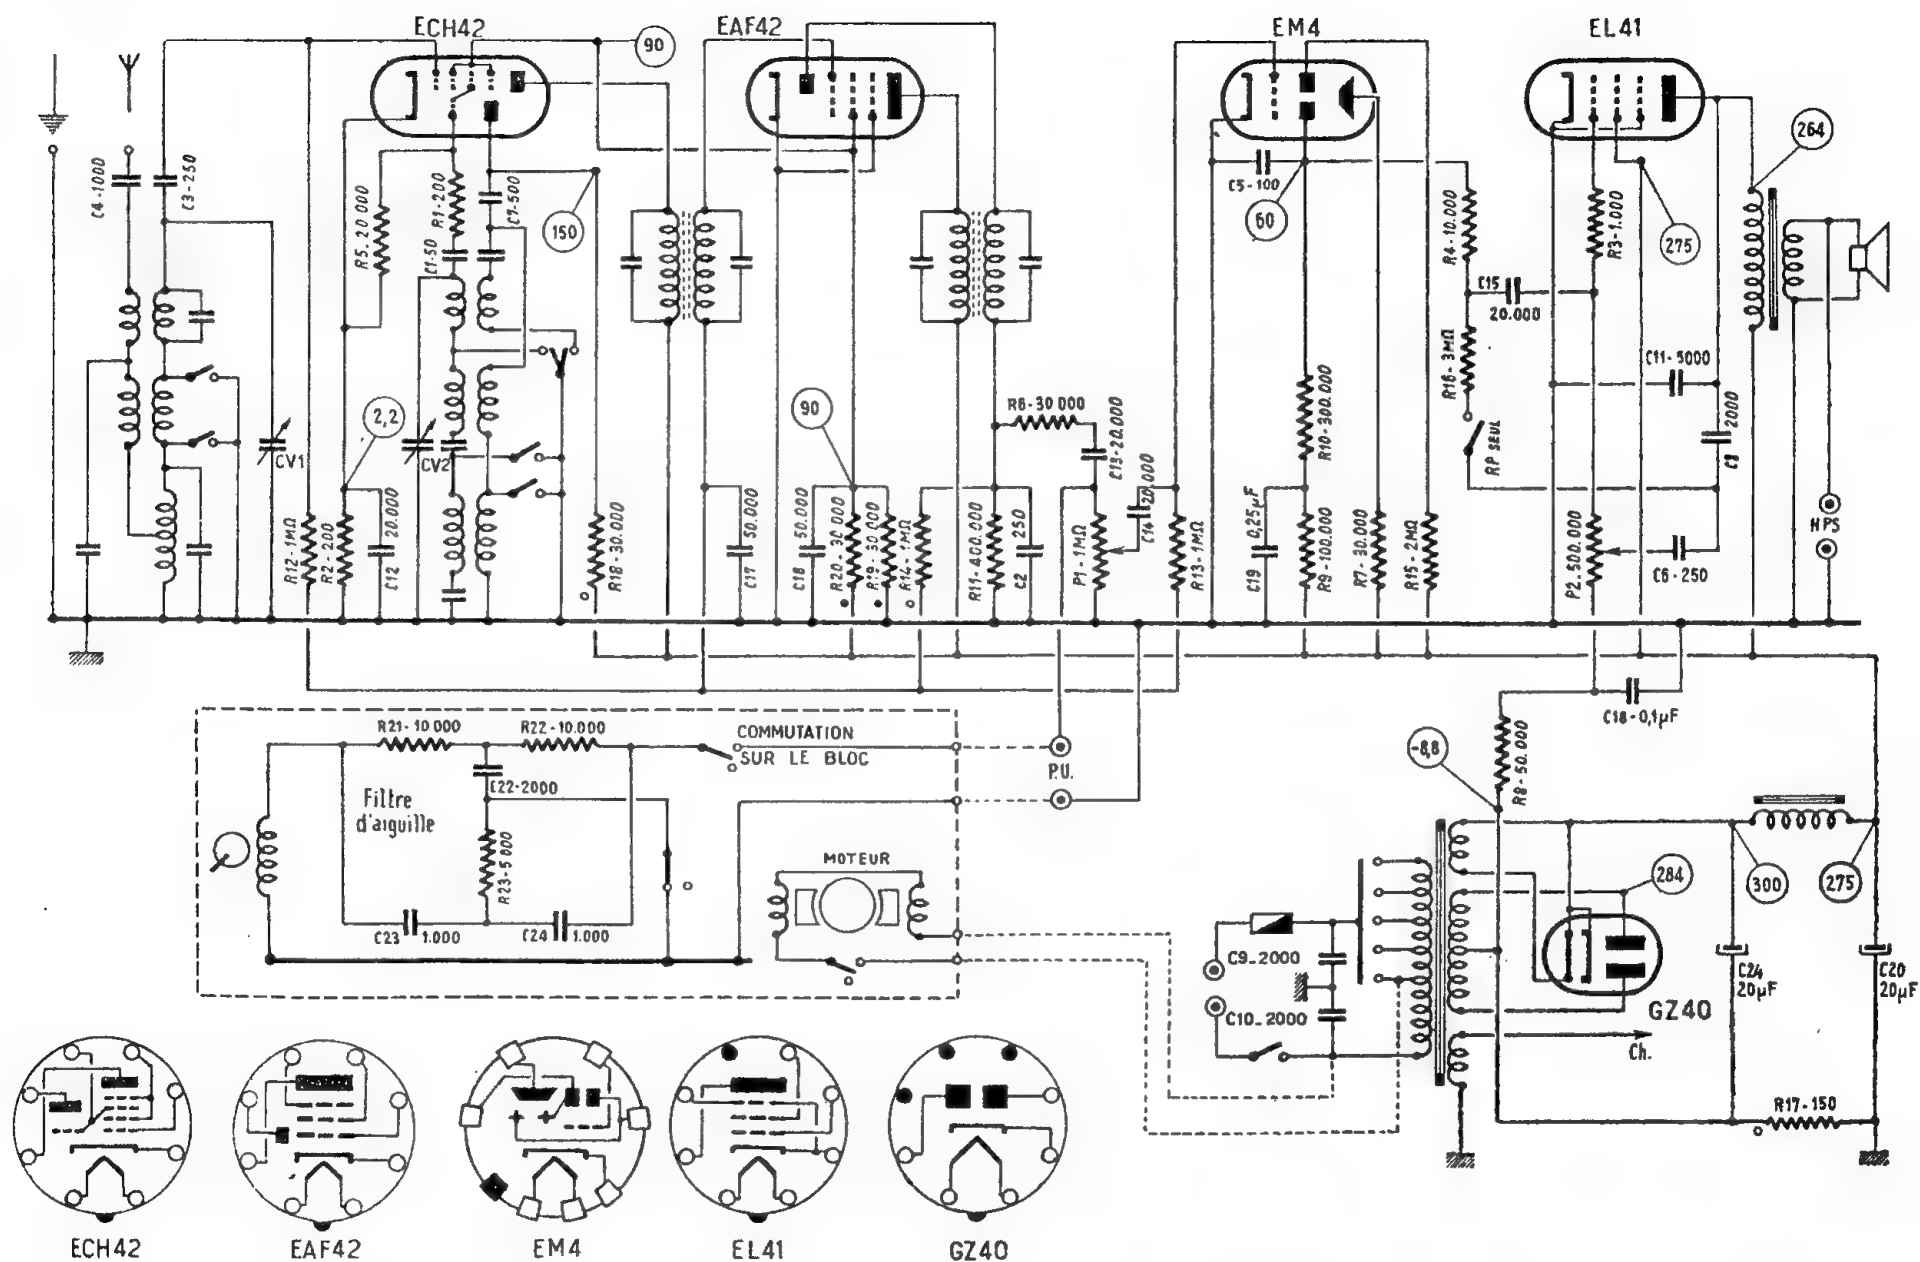 ECH42
EAF42
EM4
EL41
90
264
C4-1000
C3-250
R5.20 000
R1-200
C7-500
C1-50
150
C5-100
60
R4-10.000
R3-1.000
275
C15
20.000
R16-3MΩ
C11-5000
2,2
CV1
CV2
90
R6-30 000
C13-20.000
R10-300.000
RP SEUL
2000
C8
R12-1MΩ
R2-200
C12
20.000
R18-30.000
C17
50.000
C18
50.000
R20-30 000
R19-30 000
R14-1MΩ
R11-400.000
C2
250
P1-1MΩ
C14
20.000
R13-1MΩ
C19
0,25µF
R9-100.000
R7-30.000
R15-2MΩ
P2.500.000
C6-250
HPS
C18-0,1µF
R21-10 000
R22-10.000
COMMUTATION
SUR LE BLOC
P.U.
-8,8
R8-50.000
C22-2000
Filtre
d'aiguille
R23-5 000
MOTEUR
C23
1.000
C24
1.000
284
300
275
C9_2000
C10_2000
GZ40
C24
20µF
C20
20µF
Ch.
R17-150
ECH42
EAF42
EM4
EL41
GZ40